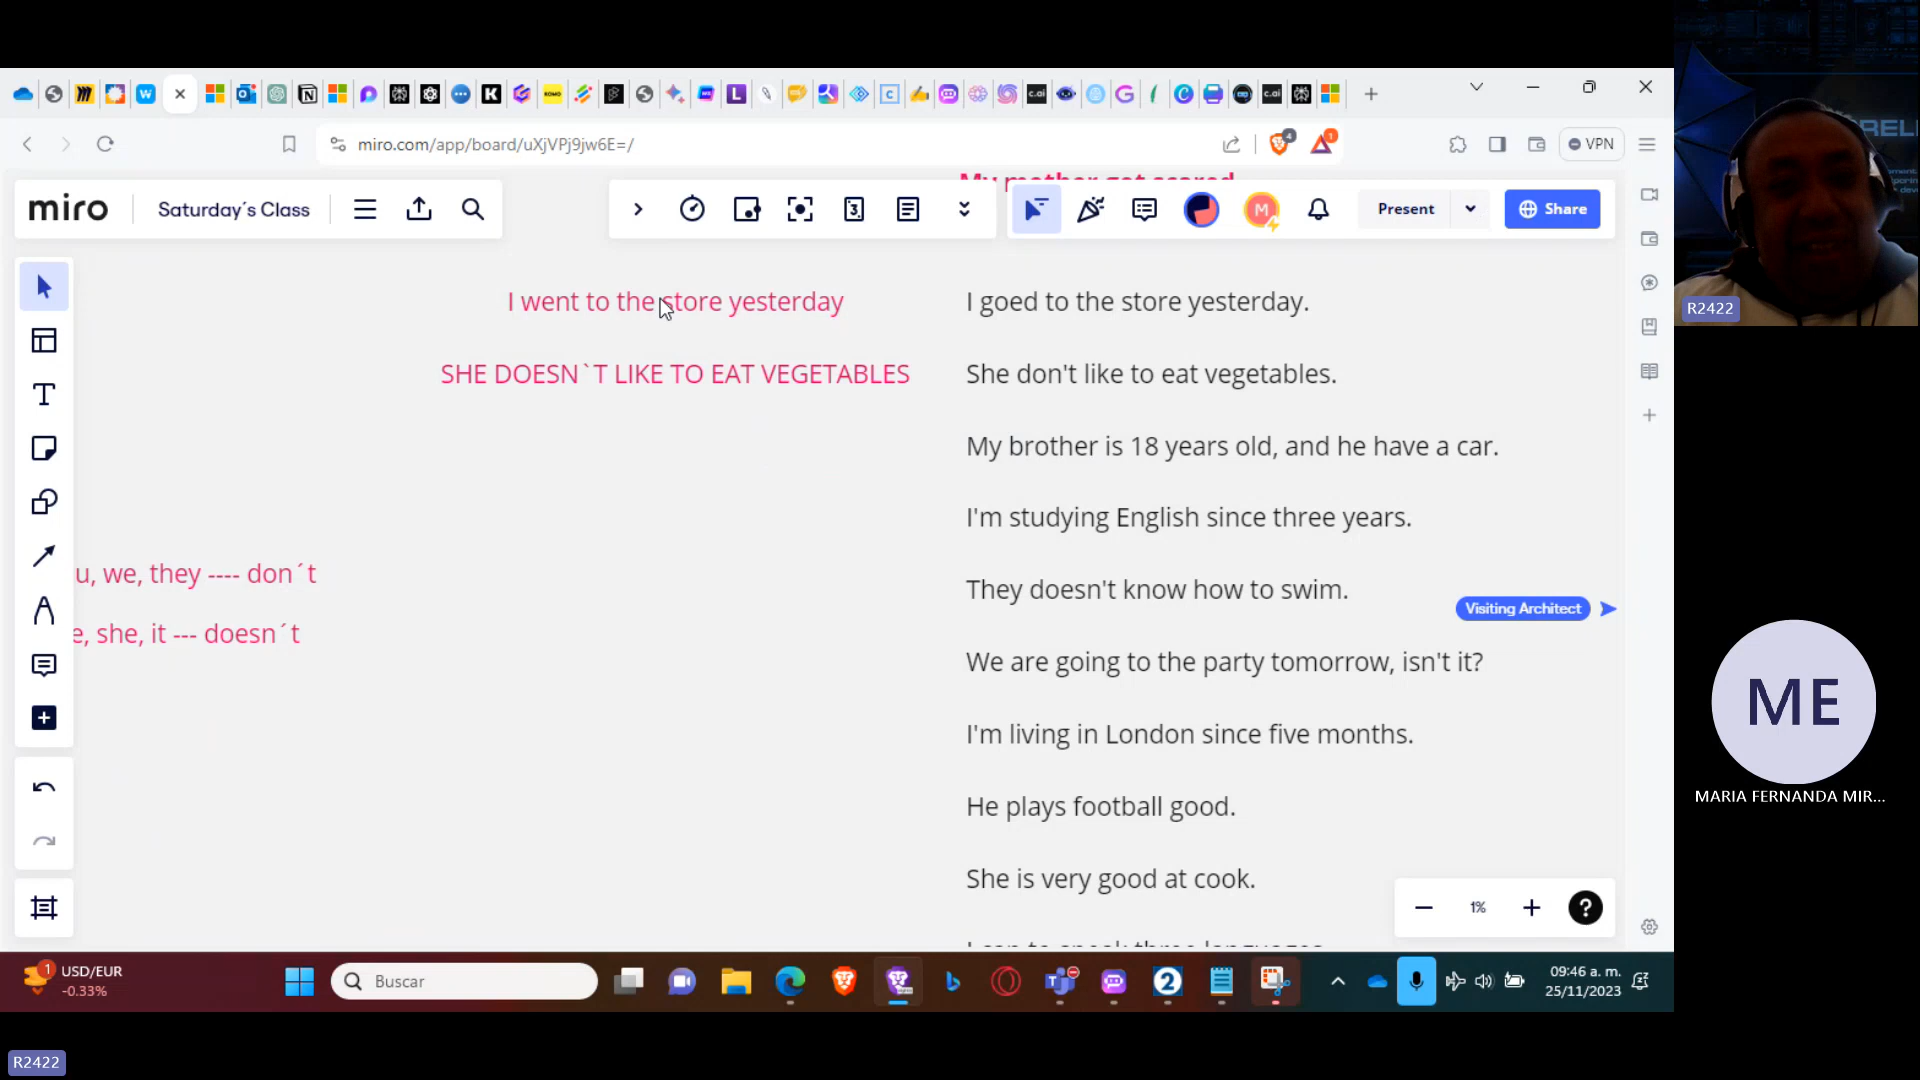 miro.com/app/board/uXjVPj9jw6E=/
VPN
miro
Saturday´s Class
3
M
Present
Share
I went to the store yesterday
I goed to the store yesterday.
SHE DOESN`T LIKE TO EAT VEGETABLES
She don't like to eat vegetables.
My brother is 18 years old, and he have a car.
I'm studying English since three years.
u, we, they ---- don´t
They doesn't know how to swim.
Visiting Architect
e, she, it --- doesn´t
We are going to the party tomorrow, isn't it?
I'm living in London since five months.
He plays football good.
She is very good at cook.
1%
USD/EUR
-0.33%
Buscar
09:46 a. m.
25/11/2023
R2422
ME
MARIA FERNANDA MIR...
R2422